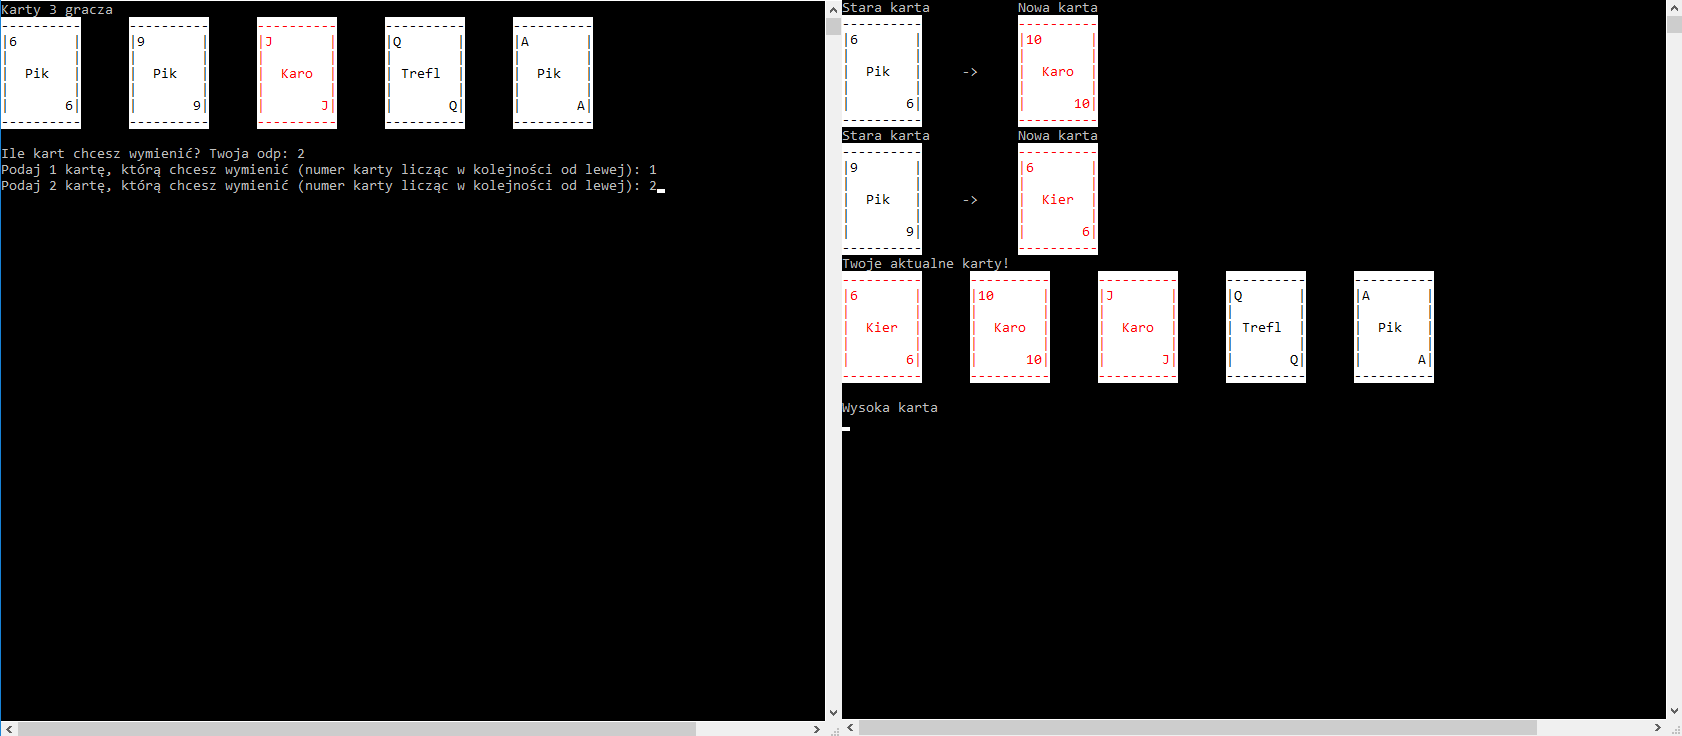 Karty 3 gracza
---------- ---------- ---------- ---------- ----------
|6 | |9 | |J | |Q | |A |
| | | | | | | | | |
| Pik | | Pik | | Karo | | Trefl | | Pik |
| | | | | | | | | |
| 6| | 9| | J| | Q| | A|
---------- ---------- ---------- ---------- ----------
Ile kart chcesz wymienić? Twoja odp: 2
Podaj 1 kartę, którą chcesz wymienić (numer karty licząc w kolejności od lewej): 1
Podaj 2 kartę, którą chcesz wymienić (numer karty licząc w kolejności od lewej): 2
Stara karta Nowa karta
---------- ----------
|6 | |10 |
| | | |
| Pik | -> | Karo |
| | | |
| 6| | 10|
---------- ----------
Stara karta Nowa karta
---------- ----------
|9 | |6 |
| | | |
| Pik | -> | Kier |
| | | |
| 9| | 6|
---------- ----------
Twoje aktualne karty!
---------- ---------- ---------- ---------- ----------
|6 | |10 | |J | |Q | |A |
| | | | | | | | | |
| Kier | | Karo | | Karo | | Trefl | | Pik |
| | | | | | | | | |
| 6| | 10| | J| | Q| | A|
---------- ---------- ---------- ---------- ----------
Wysoka karta